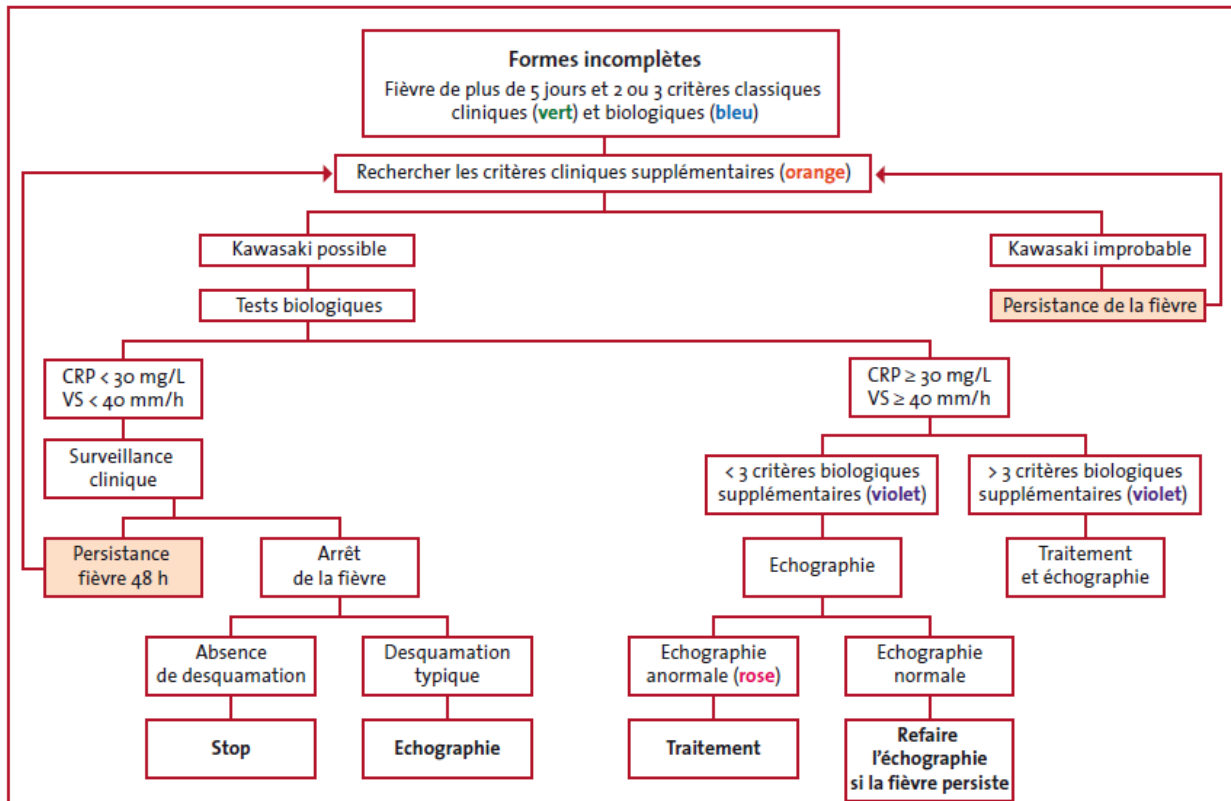 Formes incomplètes
Fièvre de plus de 5 jours et 2 ou 3 critères classiques
cliniques (vert) et biologiques (bleu)
Rechercher les critères cliniques supplémentaires (orange)
Kawasaki possible
Kawasaki improbable
Tests biologiques
Persistance de la fièvre
CRP < 30 mg/L
VS < 40 mm/h
CRP ≥ 30 mg/L
VS ≥ 40 mm/h
Surveillance
clinique
< 3 critères biologiques
supplémentaires (violet)
> 3 critères biologiques
supplémentaires (violet)
Persistance
fièvre 48 h
Arrêt
de la fièvre
Echographie
Traitement
et échographie
Absence
de desquamation
Desquamation
typique
Echographie
anormale (rose)
Echographie
normale
Stop
Echographie
Traitement
Refaire
l'échographie
si la fièvre persiste